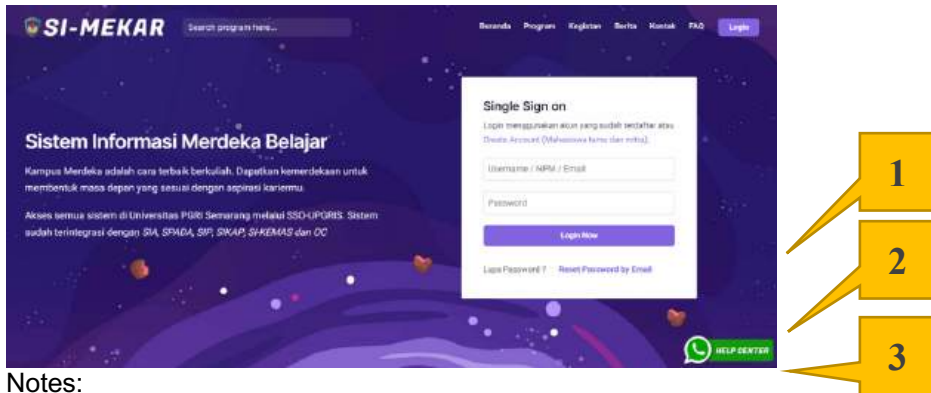 SI-MEKAR
Search program here...
Beranda Program Kegiatan Berita Kontak FAQ Login
Single Sign on
Login menggunakan akun yang sudah terdaftar atau
Create Account (Mahasiswa tamu dan mitra).
Username / NPM / Email
Password
Login Now
Lupa Password ? Reset Password by Email
Sistem Informasi Merdeka Belajar
Kampus Merdeka adalah cara terbaik berkuliah. Dapatkan kemerdekaan untuk
membentuk masa depan yang sesuai dengan aspirasi kariermu.
Akses semua sistem di Universitas PGRI Semarang melalui SSO-UPGRIS. Sistem
sudah terintegrasi dengan SIA, SPADA, SIP, SIKAP, SI-KEMAS dan OC
HELP CENTER
1
2
3
Notes: